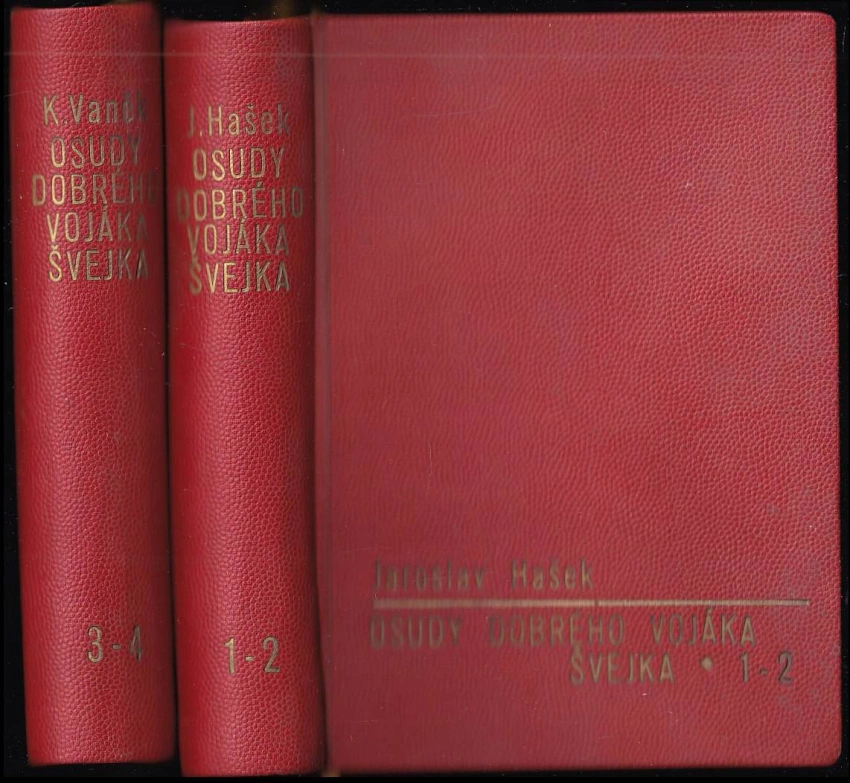 K.Vaněk
OSUDY
DOBRÉHO
VOJÁKA
ŠVEJKA
3-4
J.Hašek
OSUDY
DOBRÉHO
VOJÁKA
ŠVEJKA
1-2
Jaroslav Hašek
OSUDY DOBRÉHO VOJÁKA
ŠVEJKA • 1-2